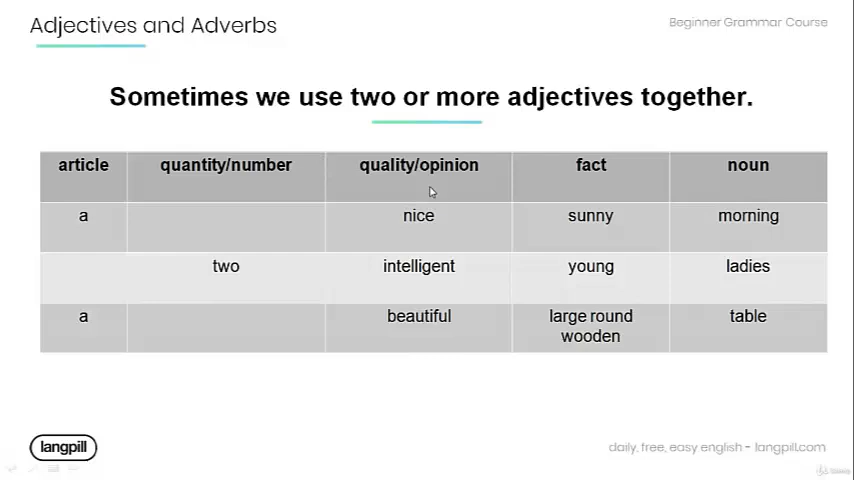 Adjectives and Adverbs
Beginner Grammar Course
Sometimes we use two or more adjectives together.
article quantity/number quality/opinion fact noun
a nice sunny morning
two intelligent young ladies
a beautiful large round table
wooden
langpill
daily, free, easy english - langpill.com